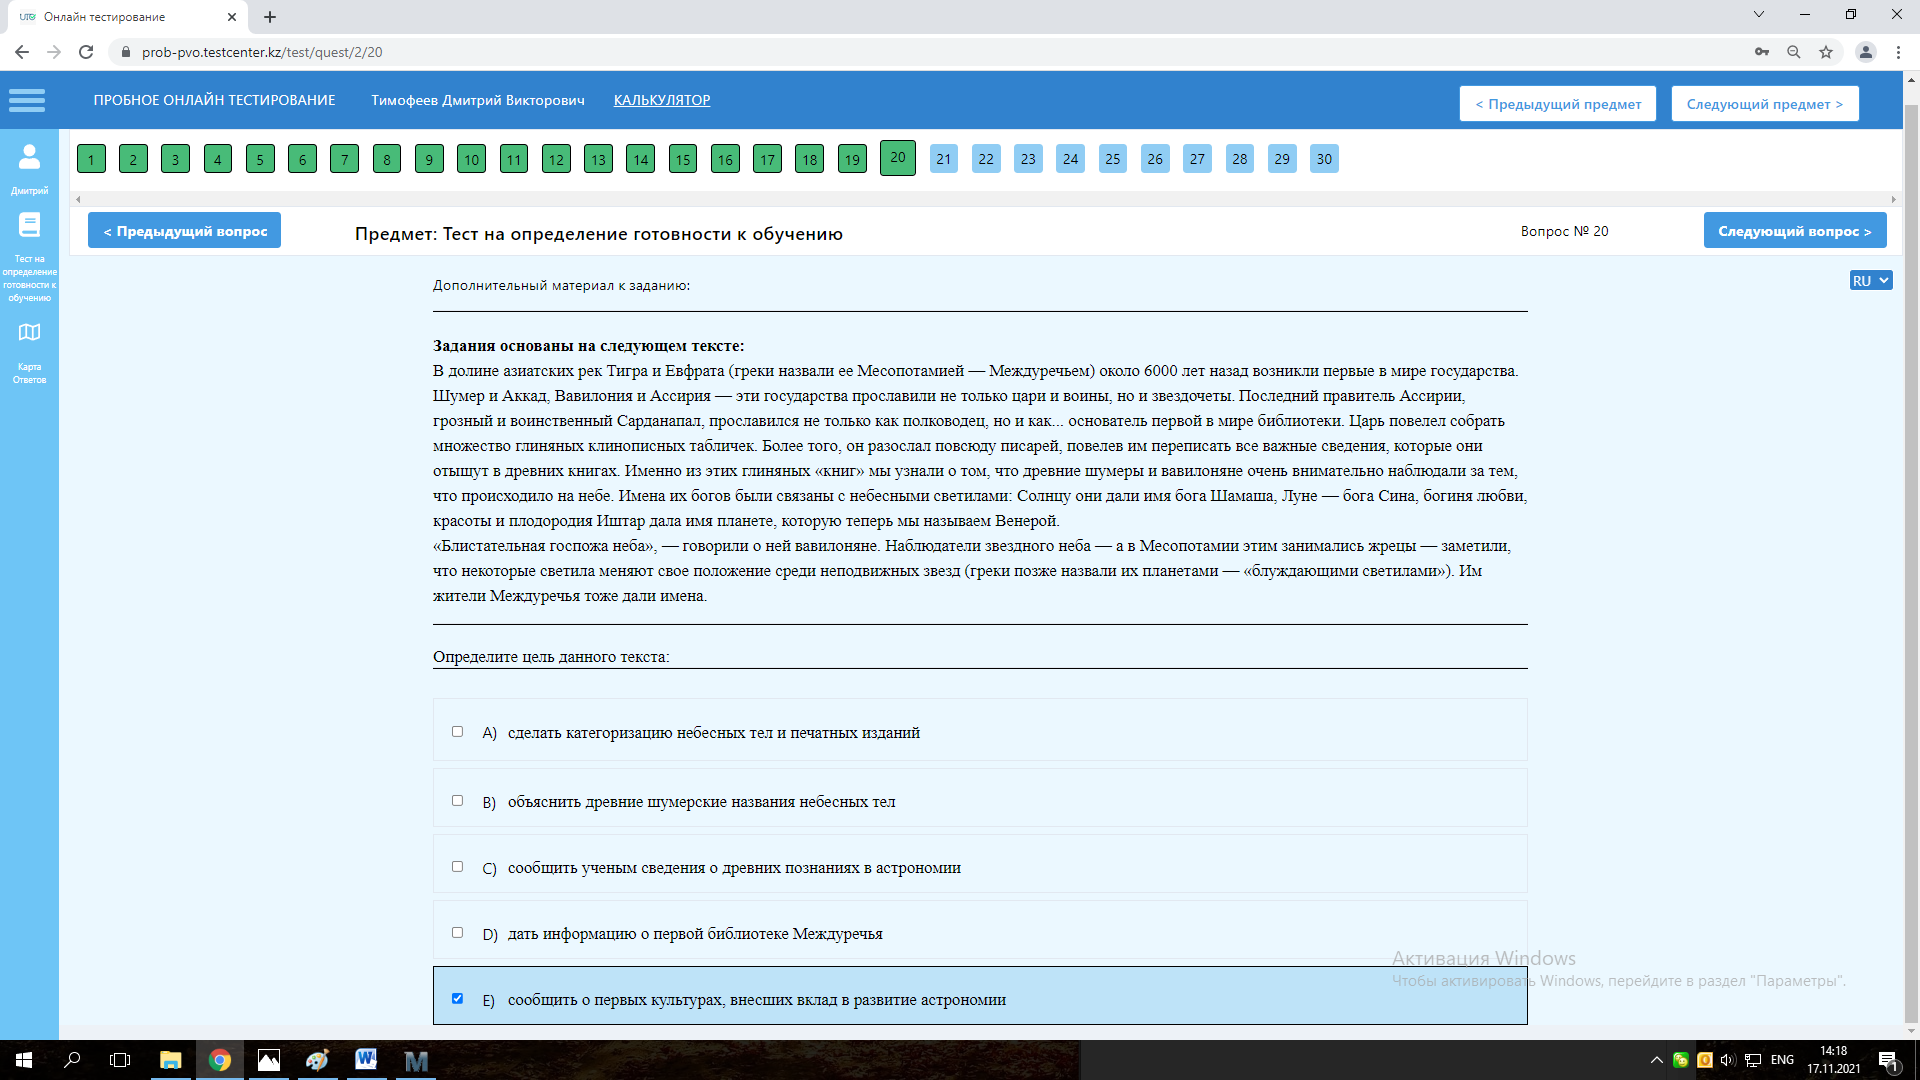 Онлайн тестирование
prob-pvo.testcenter.kz/test/quest/2/20
ПРОБНОЕ ОНЛАЙН ТЕСТИРОВАНИЕ Тимофеев Дмитрий Викторович КАЛЬКУЛЯТОР < Предыдущий предмет Следующий предмет >
1 2 3 4 5 6 7 8 9 10 11 12 13 14 15 16 17 18 19 20 21 22 23 24 25 26 27 28 29 30
Дмитрий
< Предыдущий вопрос Предмет: Тест на определение готовности к обучению Вопрос № 20 Следующий вопрос >
Тест на
определение
готовности к
обучению
Карта
Ответов
RU
Дополнительный материал к заданию:
Задания основаны на следующем тексте:
В долине азиатских рек Тигра и Евфрата (греки назвали ее Месопотамией — Междуречьем) около 6000 лет назад возникли первые в мире государства.
Шумер и Аккад, Вавилония и Ассирия — эти государства прославили не только цари и воины, но и звездочеты. Последний правитель Ассирии,
грозный и воинственный Сарданапал, прославился не только как полководец, но и как... основатель первой в мире библиотеки. Царь повелел собрать
множество глиняных клинописных табличек. Более того, он разослал повсюду писарей, повелев им переписать все важные сведения, которые они
отыщут в древних книгах. Именно из этих глиняных «книг» мы узнали о том, что древние шумеры и вавилоняне очень внимательно наблюдали за тем,
что происходило на небе. Имена их богов были связаны с небесными светилами: Солнцу они дали имя бога Шамаша, Луне — бога Сина, богиня любви,
красоты и плодородия Иштар дала имя планете, которую теперь мы называем Венерой.
«Блистательная госпожа неба», — говорили о ней вавилоняне. Наблюдатели звездного неба — а в Месопотамии этим занимались жрецы — заметили,
что некоторые светила меняют свое положение среди неподвижных звезд (греки позже назвали их планетами — «блуждающими светилами»). Им
жители Междуречья тоже дали имена.
Определите цель данного текста:
A) сделать категоризацию небесных тел и печатных изданий
B) объяснить древние шумерские названия небесных тел
C) сообщить ученым сведения о древних познаниях в астрономии
D) дать информацию о первой библиотеке Междуречья
E) сообщить о первых культурах, внесших вклад в развитие астрономии
Активация Windows
Чтобы активировать Windows, перейдите в раздел "Параметры".
ENG
14:18
17.11.2021
1